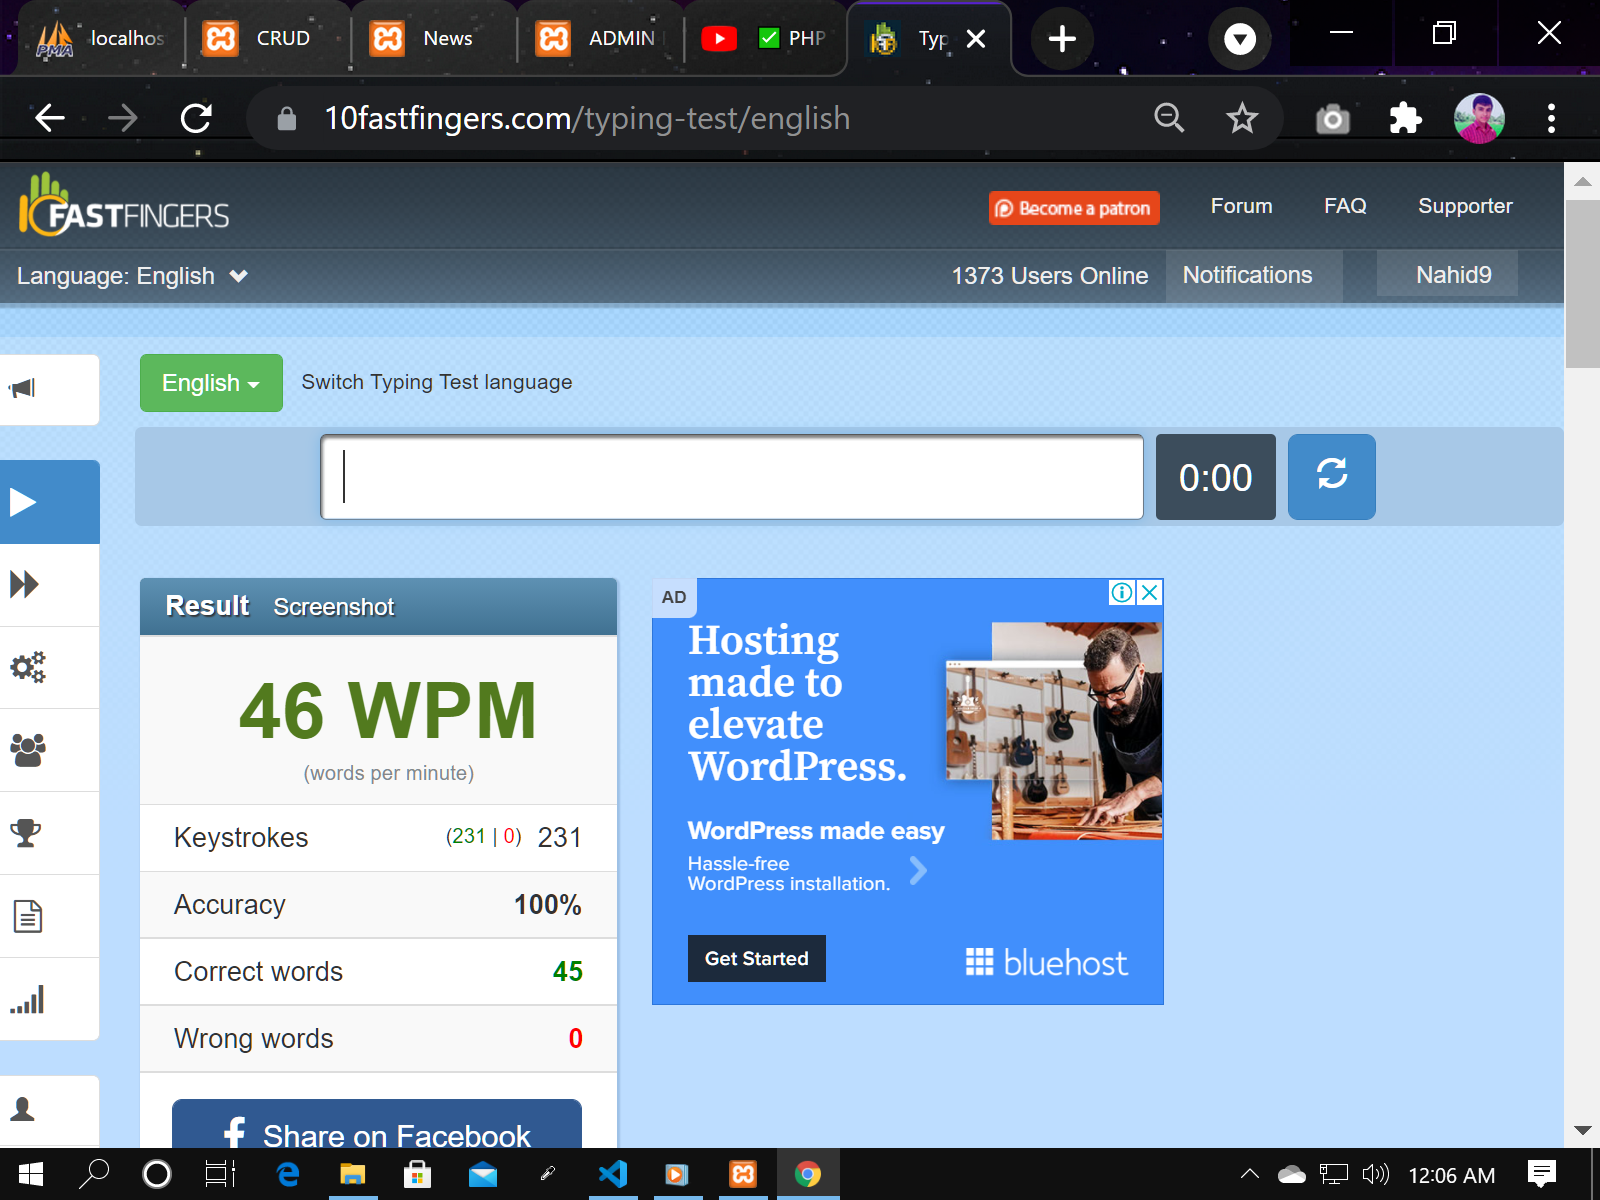 PMA localhos
CRUD
News
ADMIN
PHP
Typ
10fastfingers.com/typing-test/english
FASTFINGERS
Become a patron
Forum
FAQ
Supporter
Language: English
1373 Users Online
Notifications
Nahid9
English
Switch Typing Test language
0:00
Result Screenshot
46 WPM
(words per minute)
Keystrokes (231 | 0) 231
Accuracy 100%
Correct words 45
Wrong words 0
Share on Facebook
AD
Hosting
made to
elevate
WordPress.
WordPress made easy
Hassle-free
WordPress installation.
Get Started
bluehost
12:06 AM